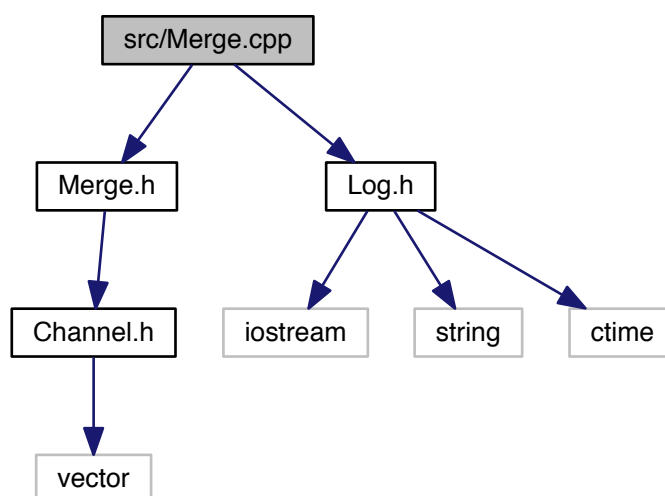 src/Merge.cpp
Merge.h
Log.h
Channel.h
iostream
string
ctime
vector